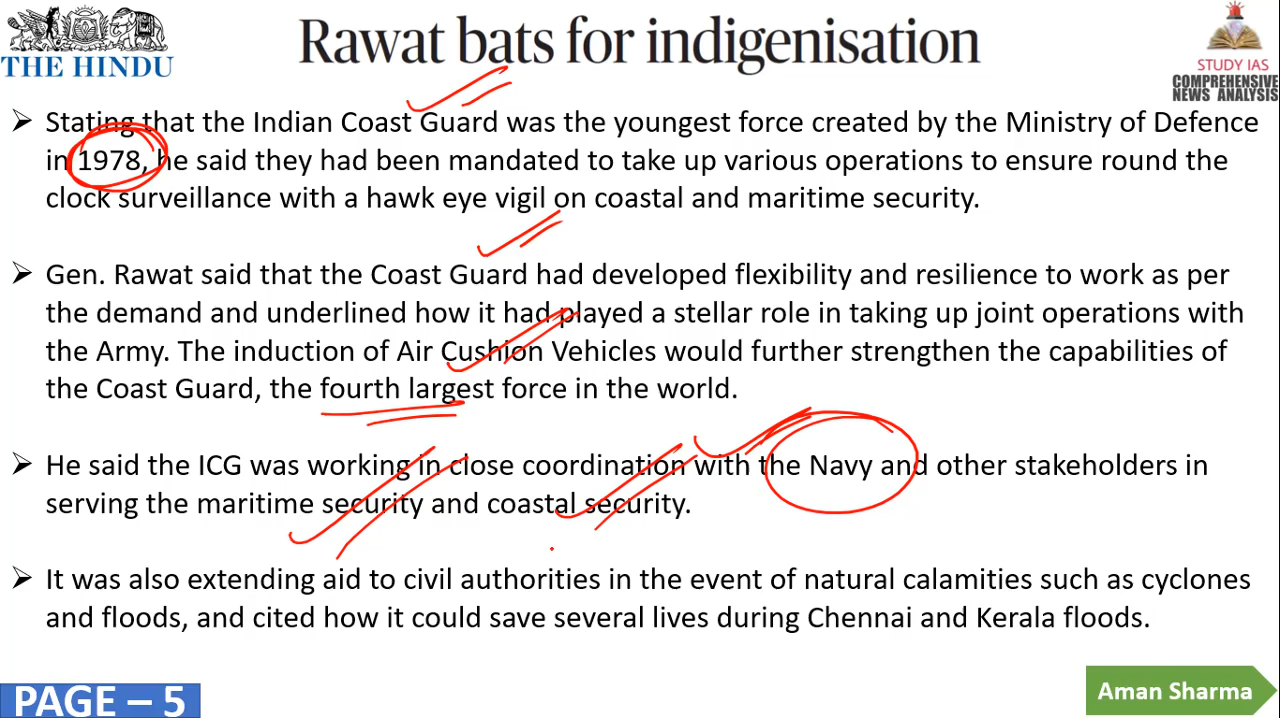 THE HINDU
Rawat bats for indigenisation
STUDY IAS
COMPREHENSIVE
NEWS ANALYSIS
➢ Stating that the Indian Coast Guard was the youngest force created by the Ministry of Defence
in 1978, he said they had been mandated to take up various operations to ensure round the
clock surveillance with a hawk eye vigil on coastal and maritime security.
➢ Gen. Rawat said that the Coast Guard had developed flexibility and resilience to work as per
the demand and underlined how it had played a stellar role in taking up joint operations with
the Army. The induction of Air Cushion Vehicles would further strengthen the capabilities of
the Coast Guard, the fourth largest force in the world.
➢ He said the ICG was working in close coordination with the Navy and other stakeholders in
serving the maritime security and coastal security.
➢ It was also extending aid to civil authorities in the event of natural calamities such as cyclones
and floods, and cited how it could save several lives during Chennai and Kerala floods.
PAGE – 5
Aman Sharma